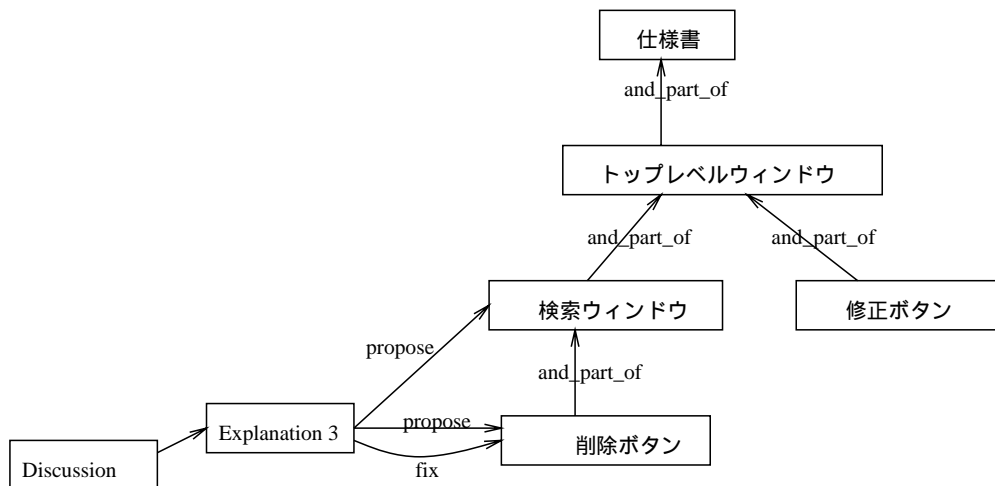 仕様書
and_part_of
トップレベルウィンドウ
and_part_of
and_part_of
検索ウィンドウ
修正ボタン
propose
and_part_of
Explanation 3
propose
削除ボタン
Discussion
fix